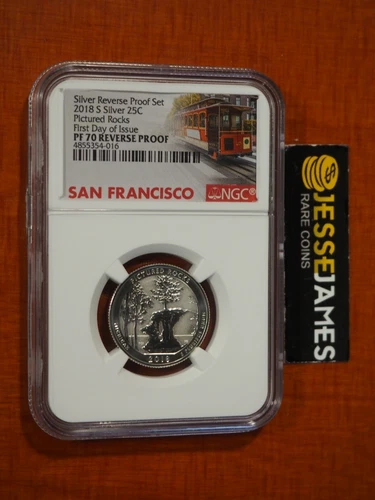 Silver Reverse Proof Set
2018 S Silver 25C
Pictured Rocks
First Day of Issue
PF 70 REVERSE PROOF
4855354-016
SAN FRANCISCO
NGC®
PICTURED ROCKS
2018
JESSE JAMES
RARE COINS